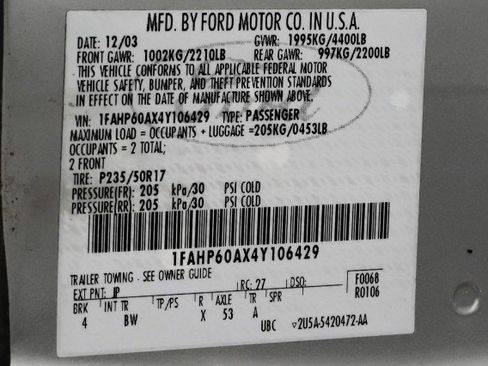 MFD. BY FORD MOTOR CO. IN U.S.A.
DATE: 12/03 GVWR: 1995KG/4400LB
FRONT GAWR: 1002KG/2210LB REAR GAWR: 997KG/2200LB
THIS VEHICLE CONFORMS TO ALL APPLICABLE FEDERAL MOTOR
VEHICLE SAFETY, BUMPER, AND THEFT PREVENTION STANDARDS
IN EFFECT ON THE DATE OF MANUFACTURE SHOWN ABOVE.
VIN: 1FAHP60AX4Y106429 TYPE: PASSENGER
MAXIMUM LOAD = OCCUPANTS + LUGGAGE =205KG/0453LB
OCCUPANTS = 2 TOTAL;
2 FRONT
TIRE: P235/50R17
PRESSURE(FR): 205 kPa/30 PSI COLD
PRESSURE(RR): 205 kPa/30 PSI COLD
1FAHP60AX4Y106429
TRAILER TOWING - SEE OWNER GUIDE
EXT PNT: JP RC: 27 DSO: F0068
BRK INT TR TP/PS R AXLE TR SPR R0106
4 BW X 53 A
UBC ▽2U5A-5420472-AA